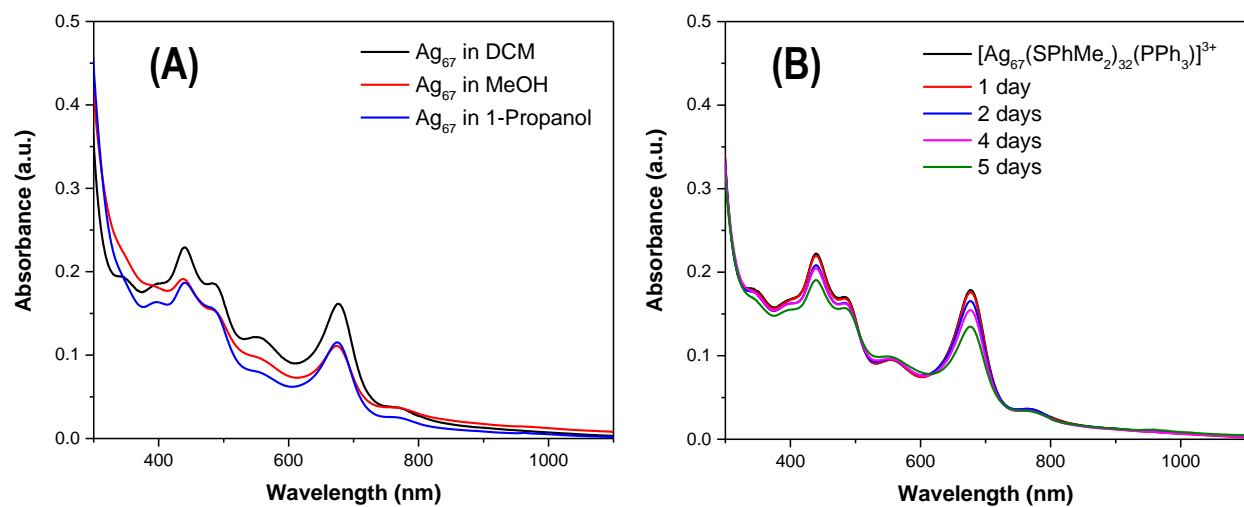 (A)
Ag67 in DCM
Ag67 in MeOH
Ag67 in 1-Propanol
0.5
0.4
0.3
0.2
0.1
0.0
400
600
800
1000
Absorbance (a.u.)
Wavelength (nm)
(B)
[Ag67(SPhMe2)32(PPh3)]3+
1 day
2 days
4 days
5 days
0.5
0.4
0.3
0.2
0.1
0.0
400
600
800
1000
Absorbance (a.u.)
Wavelength (nm)